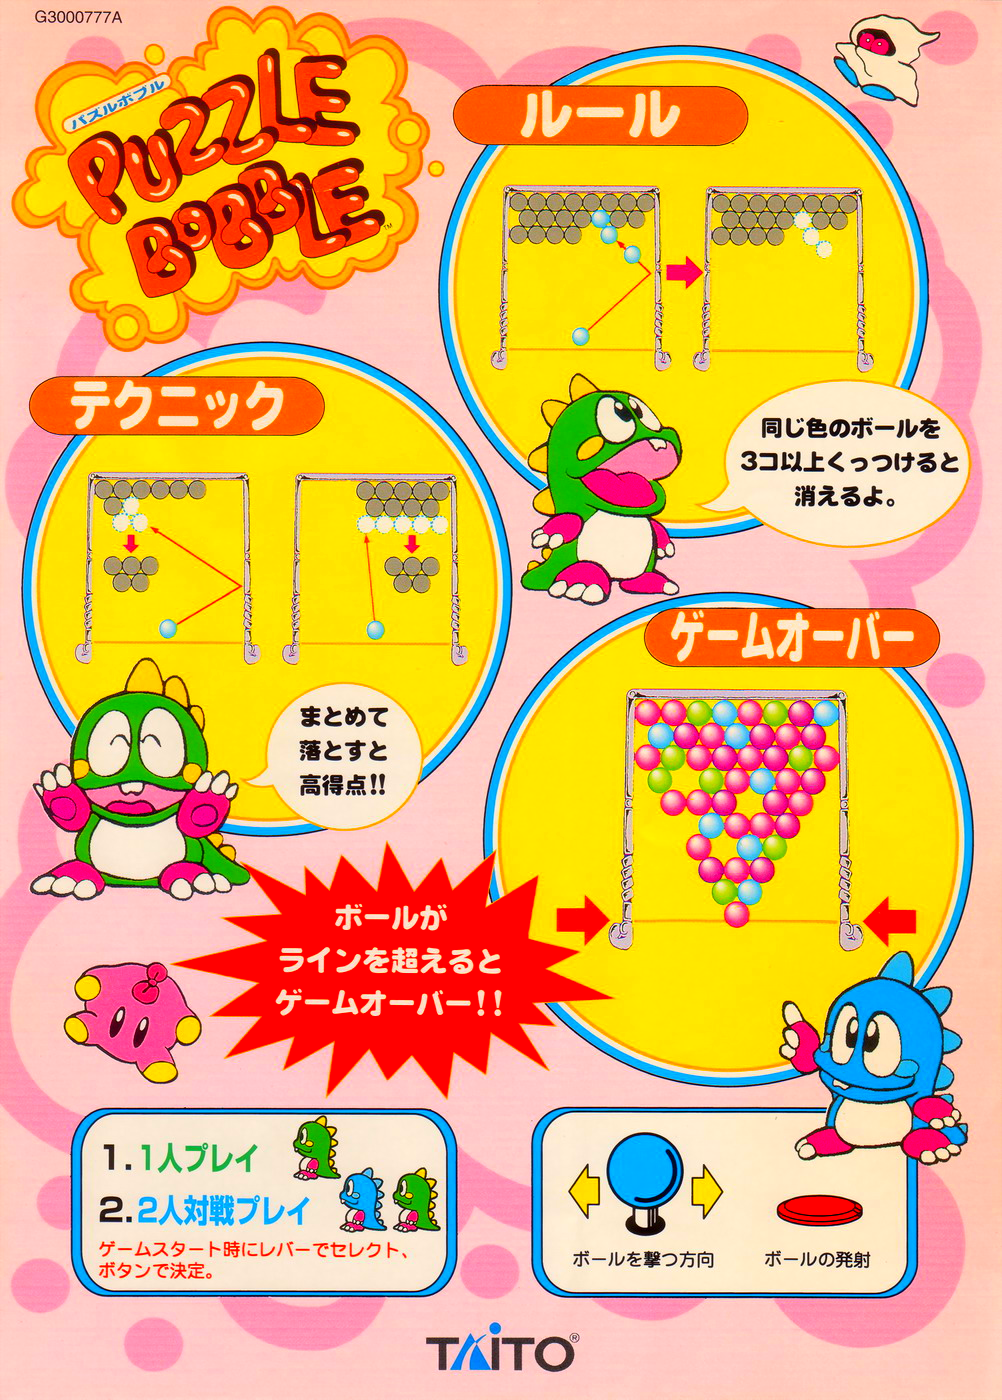 G3000777A
パズルボブル
PUZZLE
BOBBLE™
ルール
同じ色のボールを
3コ以上くっつけると
消えるよ。
テクニック
まとめて
落とすと
高得点!!
ゲームオーバー
ボールが
ラインを超えると
ゲームオーバー!!
1.1人プレイ
2.2人対戦プレイ
ゲームスタート時にレバーでセレクト、
ボタンで決定。
ボールを撃つ方向
ボールの発射
TAITO®